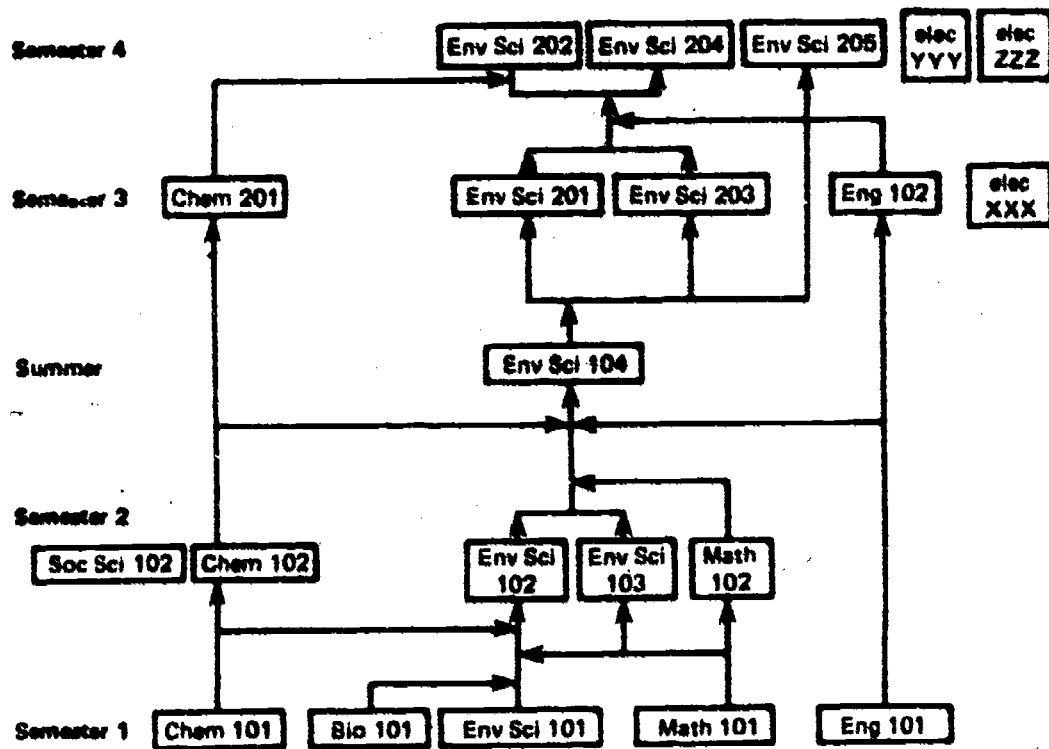 Semester 4
Env Sci 202
Env Sci 204
Env Sci 205
elec
YYY
elec
ZZZ
Semester 3
Chem 201
Env Sci 201
Env Sci 203
Eng 102
elec
XXX
Summer
Env Sci 104
Semester 2
Soc Sci 102
Chem 102
Env Sci
102
Env Sci
103
Math
102
Semester 1
Chem 101
Bio 101
Env Sci 101
Math 101
Eng 101